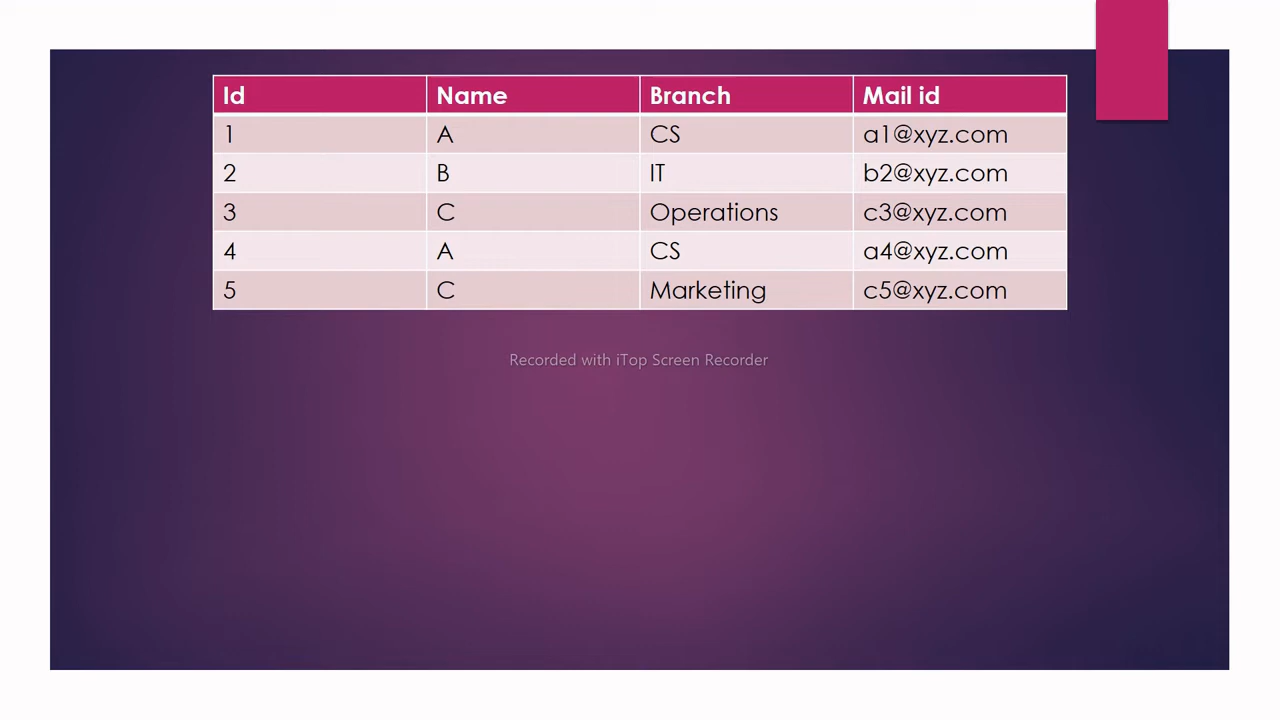 Id Name Branch Mail id
1 A CS a1@xyz.com
2 B IT b2@xyz.com
3 C Operations c3@xyz.com
4 A CS a4@xyz.com
5 C Marketing c5@xyz.com
Recorded with iTop Screen Recorder